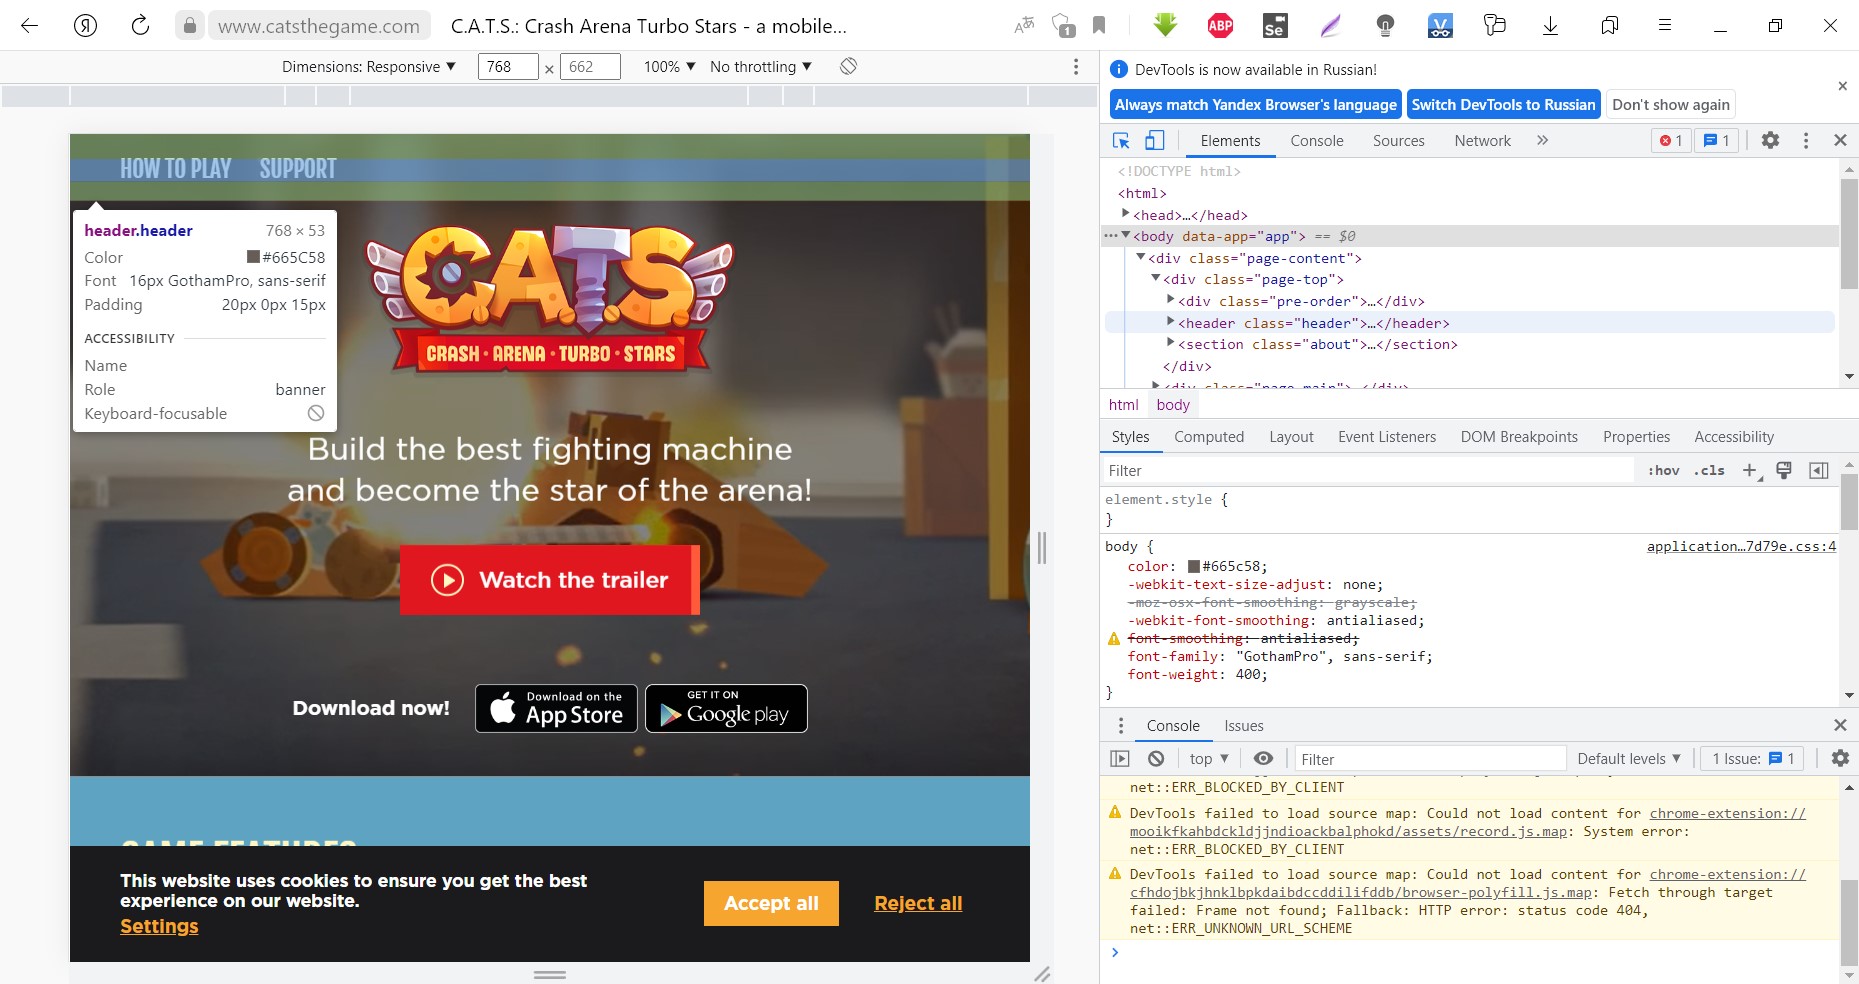 www.catsthegame.com
C.A.T.S.: Crash Arena Turbo Stars - a mobile...
1
ABP
Se
Dimensions: Responsive
768 × 662
100%
No throttling
HOW TO PLAY SUPPORT
header.header 768 × 53
Color #665C58
Font 16px GothamPro, sans-serif
Padding 20px 0px 15px
ACCESSIBILITY
Name
Role banner
Keyboard-focusable
CATS
CRASH · ARENA · TURBO · STARS
Build the best fighting machine
and become the star of the arena!
Watch the trailer
Download now!
Download on the
App Store
GET IT ON
Google play
GAME FEATURES
This website uses cookies to ensure you get the best
experience on our website.
Settings
Accept all
Reject all
DevTools is now available in Russian!
Always match Yandex Browser's language
Switch DevTools to Russian
Don't show again
Elements Console Sources Network 1 1
<!DOCTYPE html>
<html>
<head>…</head>
<body data-app="app"> == $0
<div class="page-content">
<div class="page-top">
<div class="pre-order">…</div>
<header class="header">…</header>
<section class="about">…</section>
</div>
<div class="page-main">…</div>
html body
Styles Computed Layout Event Listeners DOM Breakpoints Properties Accessibility
Filter :hov .cls
element.style {
}
body { application…7d79e.css:4
color: #665c58;
-webkit-text-size-adjust: none;
-moz-osx-font-smoothing: grayscale;
-webkit-font-smoothing: antialiased;
font-smoothing: antialiased;
font-family: "GothamPro", sans-serif;
font-weight: 400;
}
Console Issues
top Filter Default levels 1 Issue: 1
net::ERR_BLOCKED_BY_CLIENT
DevTools failed to load source map: Could not load content for chrome-extension://
mooikfkahbdckldjjndioackbalphokd/assets/record.js.map: System error:
net::ERR_BLOCKED_BY_CLIENT
DevTools failed to load source map: Could not load content for chrome-extension://
cfhdojbkjhnklbpkdaibdccddilifddb/browser-polyfill.js.map: Fetch through target
failed: Frame not found; Fallback: HTTP error: status code 404,
net::ERR_UNKNOWN_URL_SCHEME